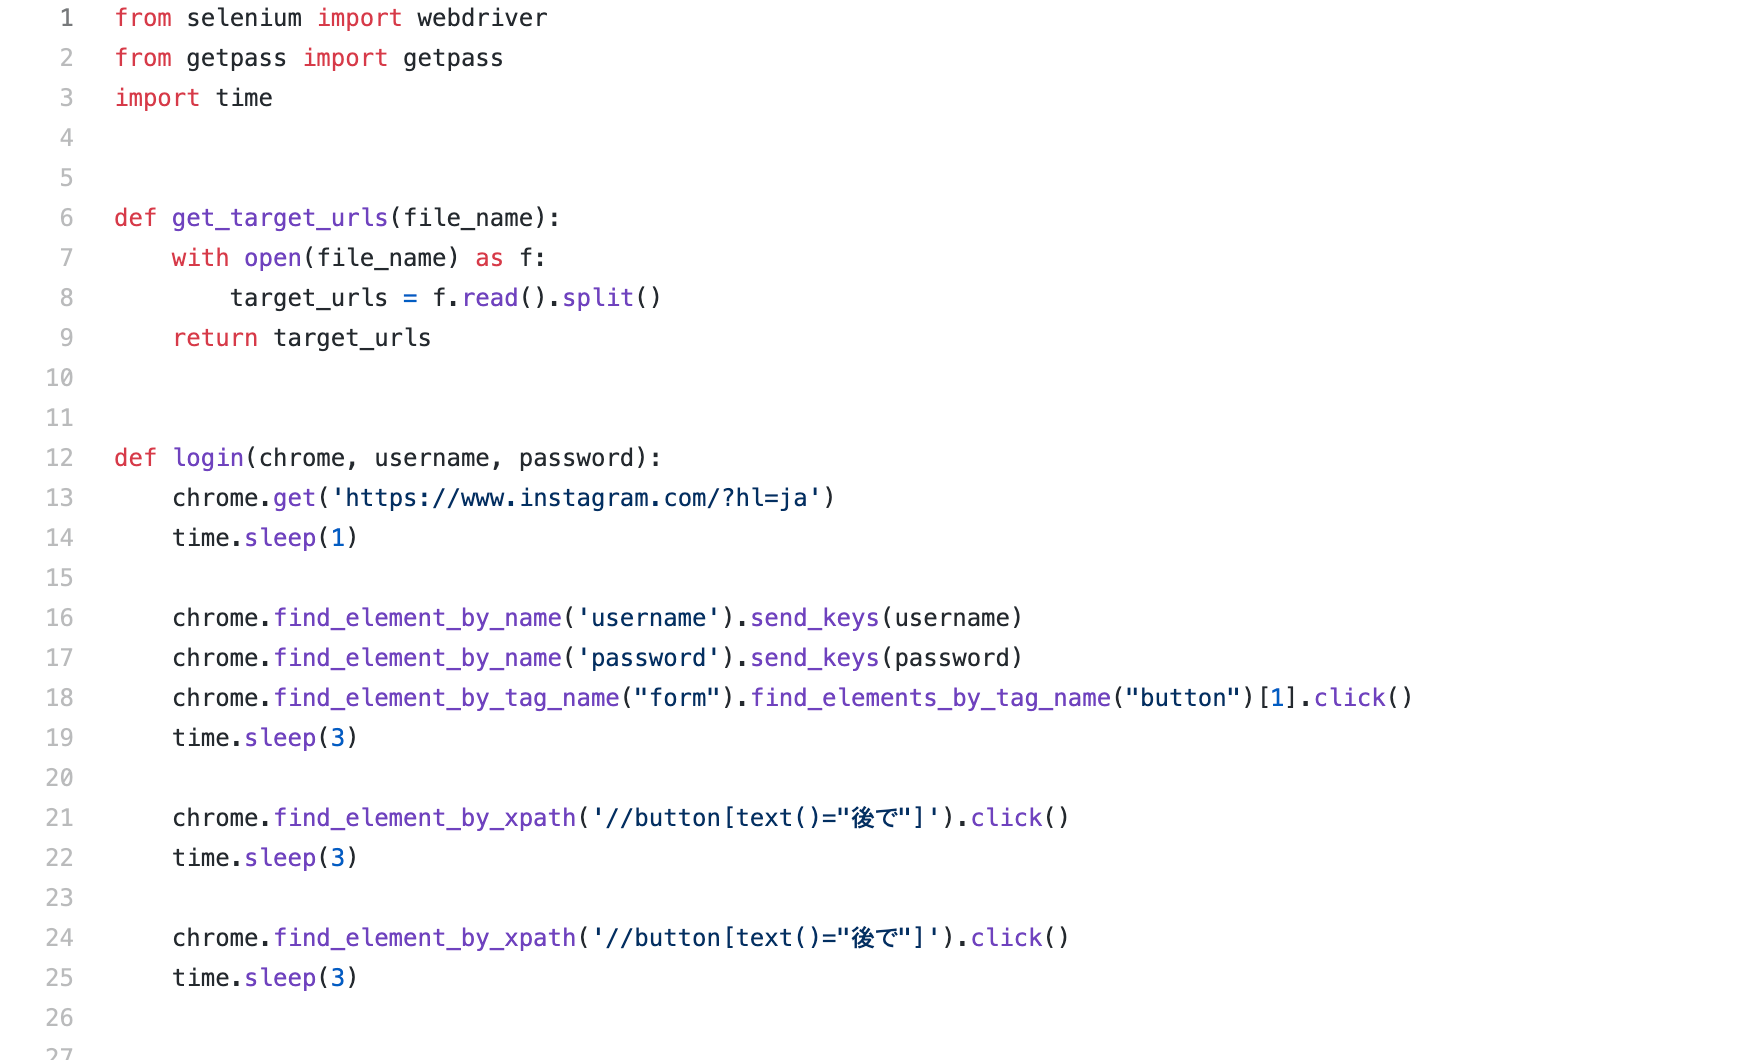 1 from selenium import webdriver
2 from getpass import getpass
3 import time
4
5
6 def get_target_urls(file_name):
7     with open(file_name) as f:
8         target_urls = f.read().split()
9     return target_urls
10
11
12 def login(chrome, username, password):
13     chrome.get('https://www.instagram.com/?hl=ja')
14     time.sleep(1)
15
16     chrome.find_element_by_name('username').send_keys(username)
17     chrome.find_element_by_name('password').send_keys(password)
18     chrome.find_element_by_tag_name("form").find_elements_by_tag_name("button")[1].click()
19     time.sleep(3)
20
21     chrome.find_element_by_xpath('//button[text()="後で"]').click()
22     time.sleep(3)
23
24     chrome.find_element_by_xpath('//button[text()="後で"]').click()
25     time.sleep(3)
26
27